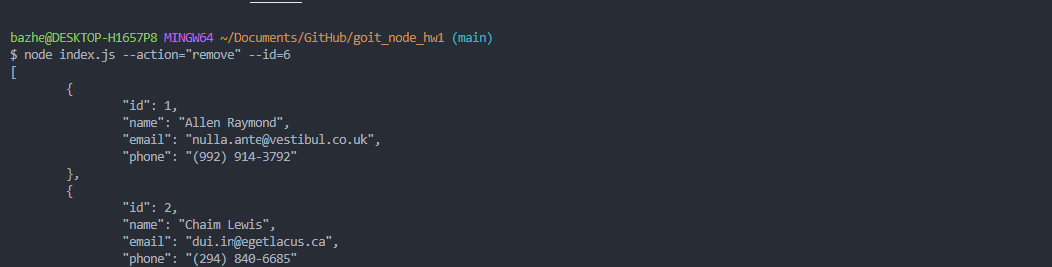 bazhe@DESKTOP-H1657P8 MINGW64 ~/Documents/GitHub/goit_node_hw1 (main)
$ node index.js --action="remove" --id=6
[
        {
                "id": 1,
                "name": "Allen Raymond",
                "email": "nulla.ante@vestibul.co.uk",
                "phone": "(992) 914-3792"
        },
        {
                "id": 2,
                "name": "Chaim Lewis",
                "email": "dui.in@egetlacus.ca",
                "phone": "(294) 840-6685"